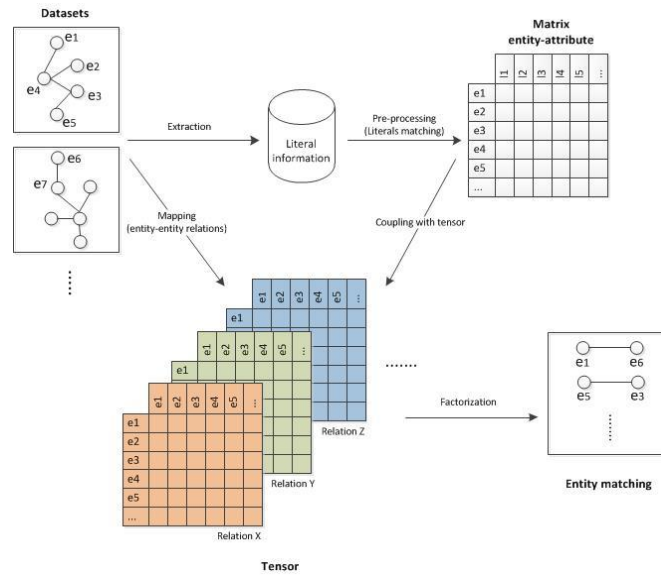 Datasets
e1
e2
e4
e3
e5
e6
e7
Extraction
Literal
information
Pre-processing
(Literals matching)
Matrix
entity-attribute
l1 l2 l3 l4 l5 ...
e1
e2
e3
e4
e5
...
Mapping
(entity-entity relations)
Coupling with tensor
e1 e2 e3 e4 e5 ...
e1
Relation Z
e1 e2 e3 e4 e5 ...
e1
Relation Y
e1 e2 e3 e4 e5 ...
e1
e2
e3
e4
e5
...
Relation X
Tensor
Factorization
e1 e6
e5 e3
Entity matching